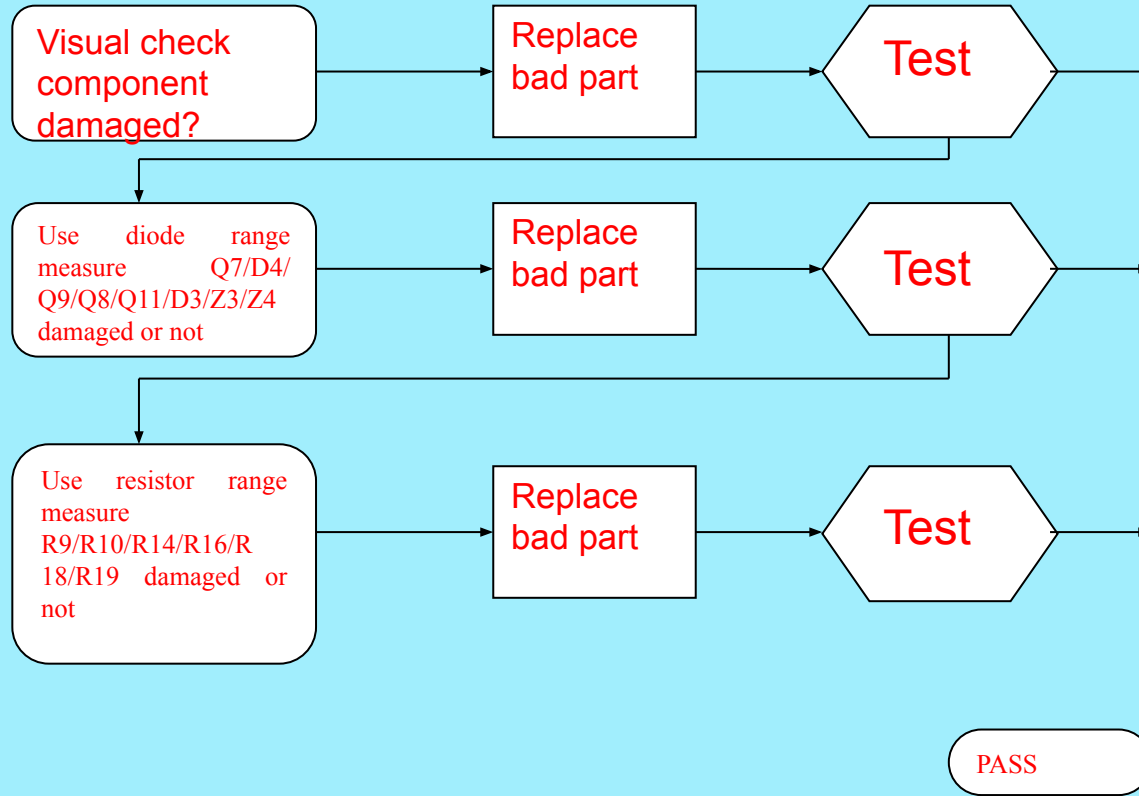 Visual check
component
damaged?
Replace
bad part
Test
Use diode range
measure Q7/D4/
Q9/Q8/Q11/D3/Z3/Z4
damaged or not
Replace
bad part
Test
Use resistor range
measure
R9/R10/R14/R16/R
18/R19 damaged or
not
Replace
bad part
Test
PASS